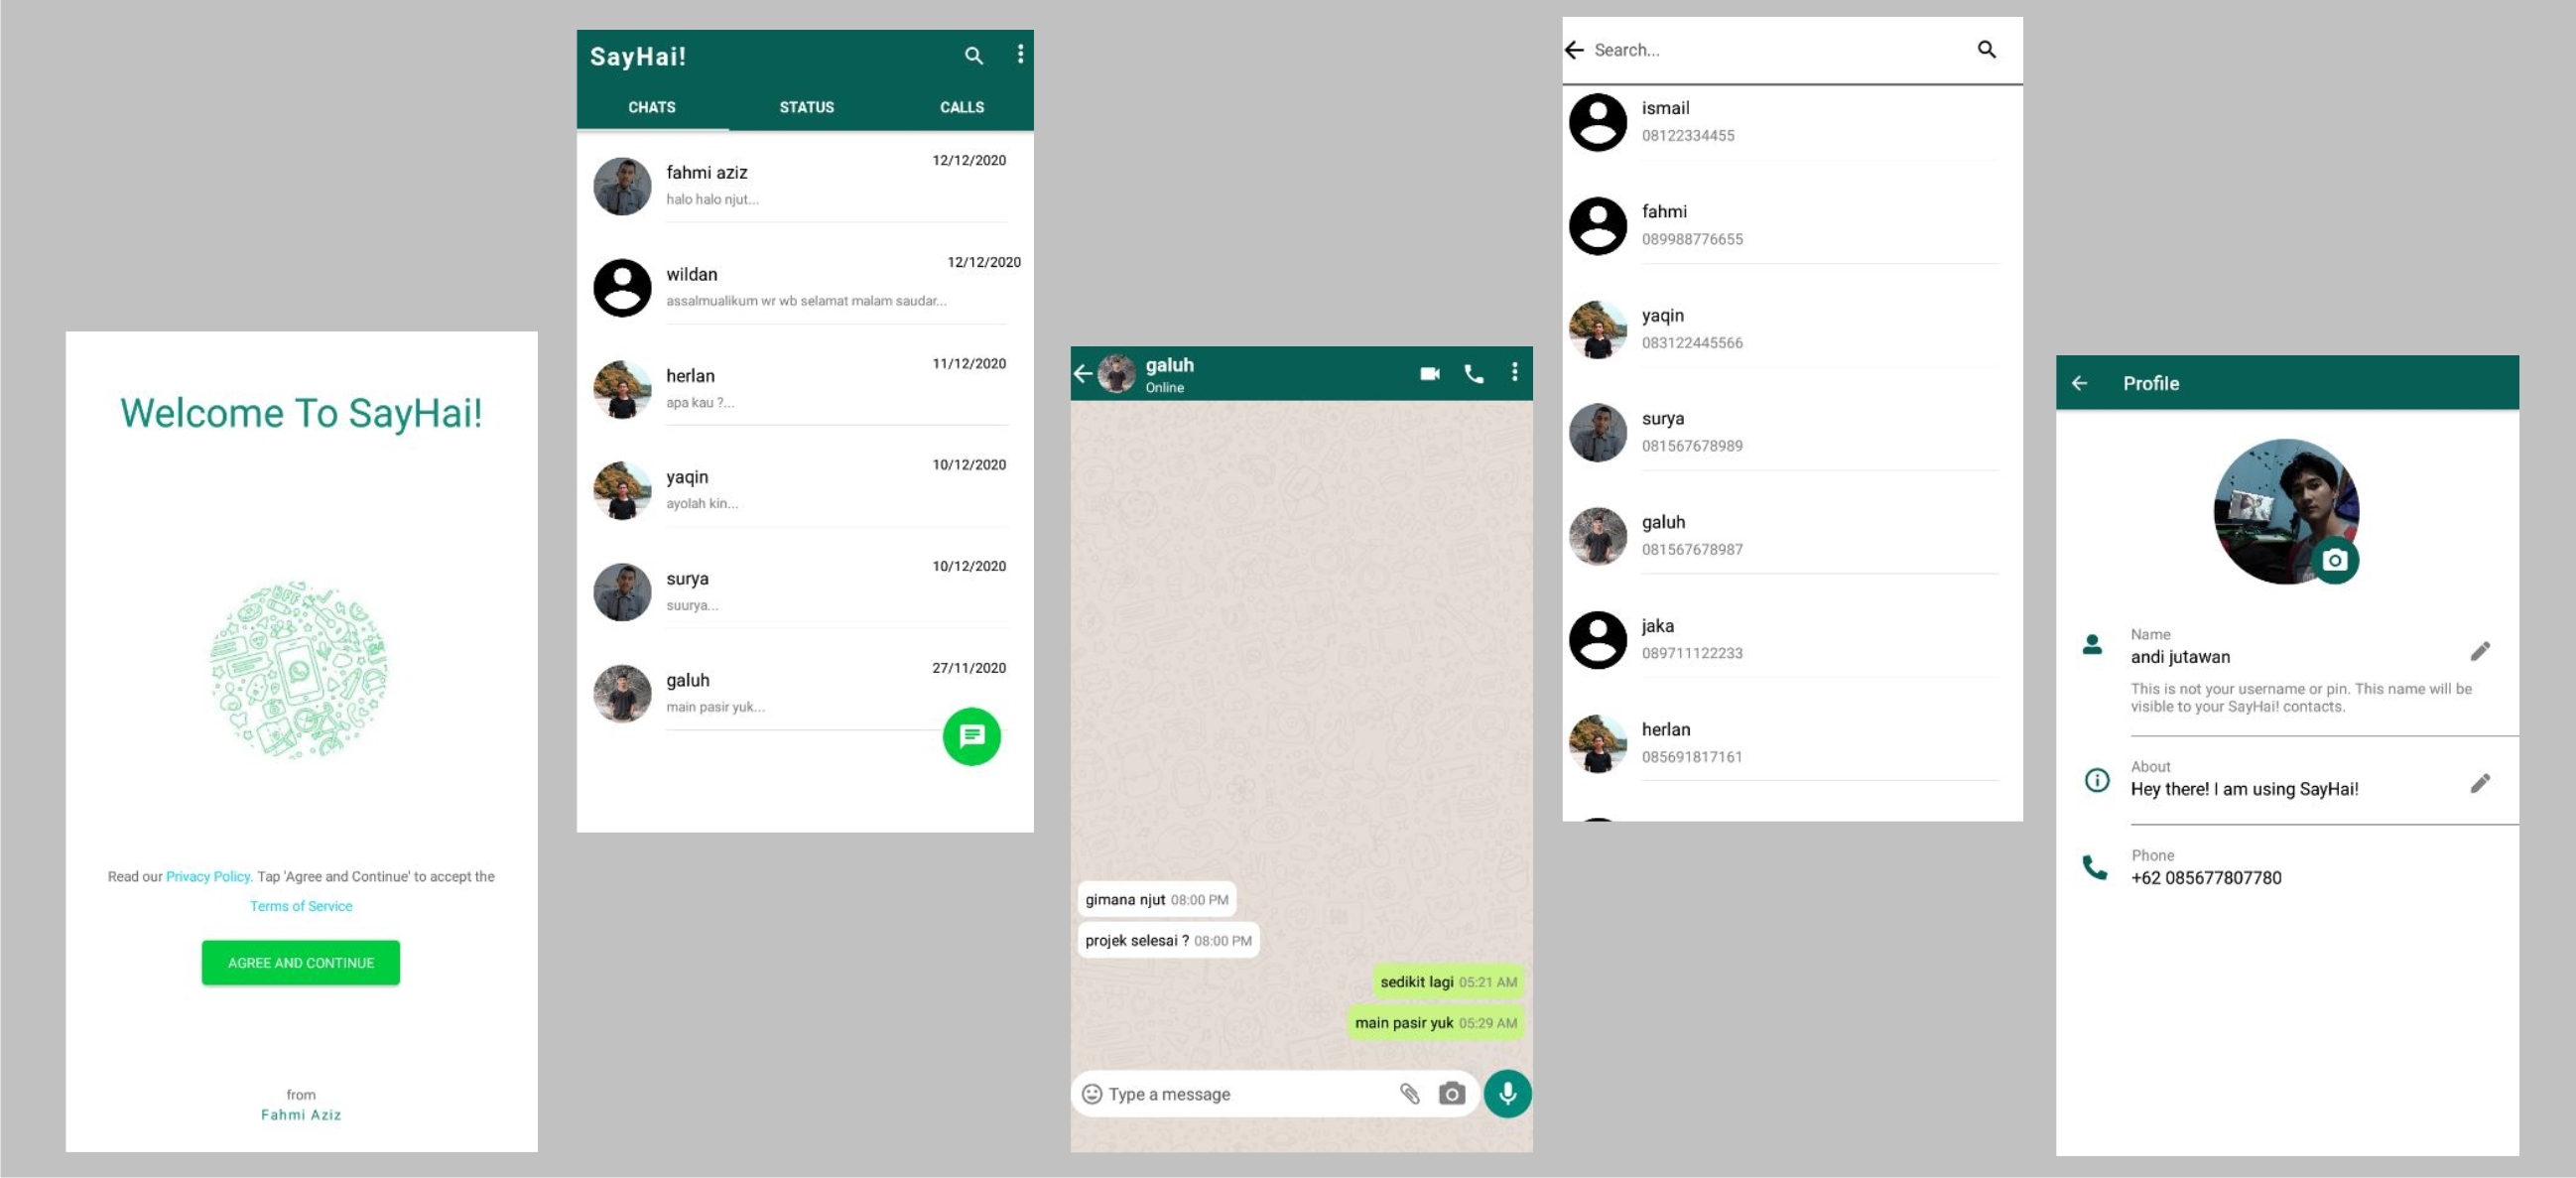 Welcome To SayHai!
Read our Privacy Policy. Tap 'Agree and Continue' to accept the
Terms of Service
AGREE AND CONTINUE
from
Fahmi Aziz
SayHai!
CHATS STATUS CALLS
fahmi aziz 12/12/2020
halo halo njut...
wildan 12/12/2020
assalmualikum wr wb selamat malam saudar...
herlan 11/12/2020
apa kau ?...
yaqin 10/12/2020
ayolah kin...
surya 10/12/2020
suurya...
galuh 27/11/2020
main pasir yuk...
galuh
Online
gimana njut 08:00 PM
projek selesai ? 08:00 PM
sedikit lagi 05:21 AM
main pasir yuk 05:29 AM
Type a message
Search...
ismail
08122334455
fahmi
089988776655
yaqin
083122445566
surya
081567678989
galuh
081567678987
jaka
089711122233
herlan
085691817161
Profile
Name
andi jutawan
This is not your username or pin. This name will be
visible to your SayHai! contacts.
About
Hey there! I am using SayHai!
Phone
+62 085677807780